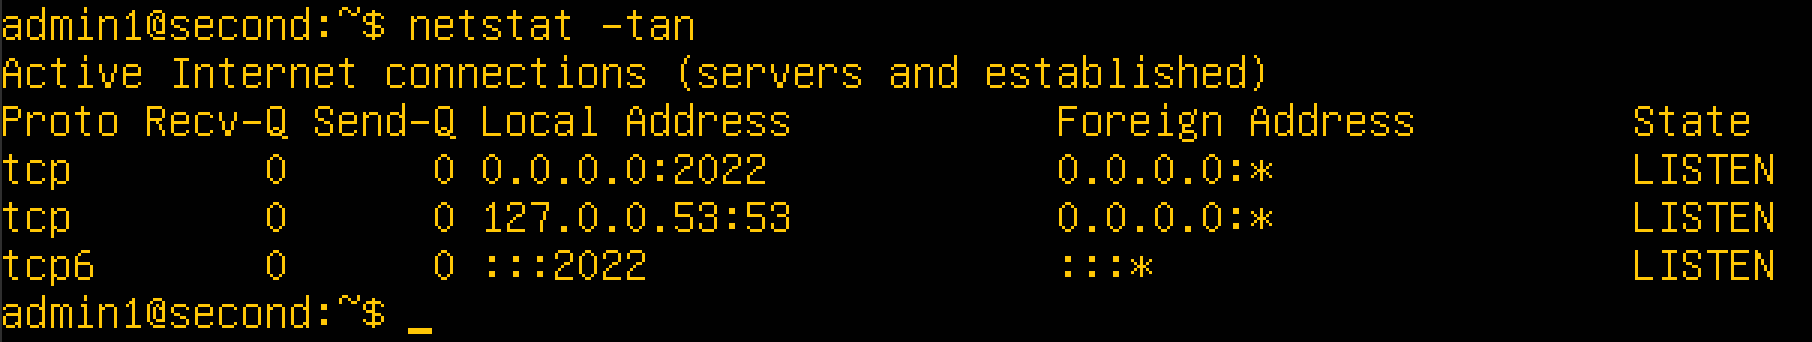 admin1@second:~$ netstat -tan
Active Internet connections (servers and established)
Proto Recv-Q Send-Q Local Address           Foreign Address         State
tcp        0      0 0.0.0.0:2022            0.0.0.0:*               LISTEN
tcp        0      0 127.0.0.53:53           0.0.0.0:*               LISTEN
tcp6       0      0 :::2022                 :::*                    LISTEN
admin1@second:~$ _